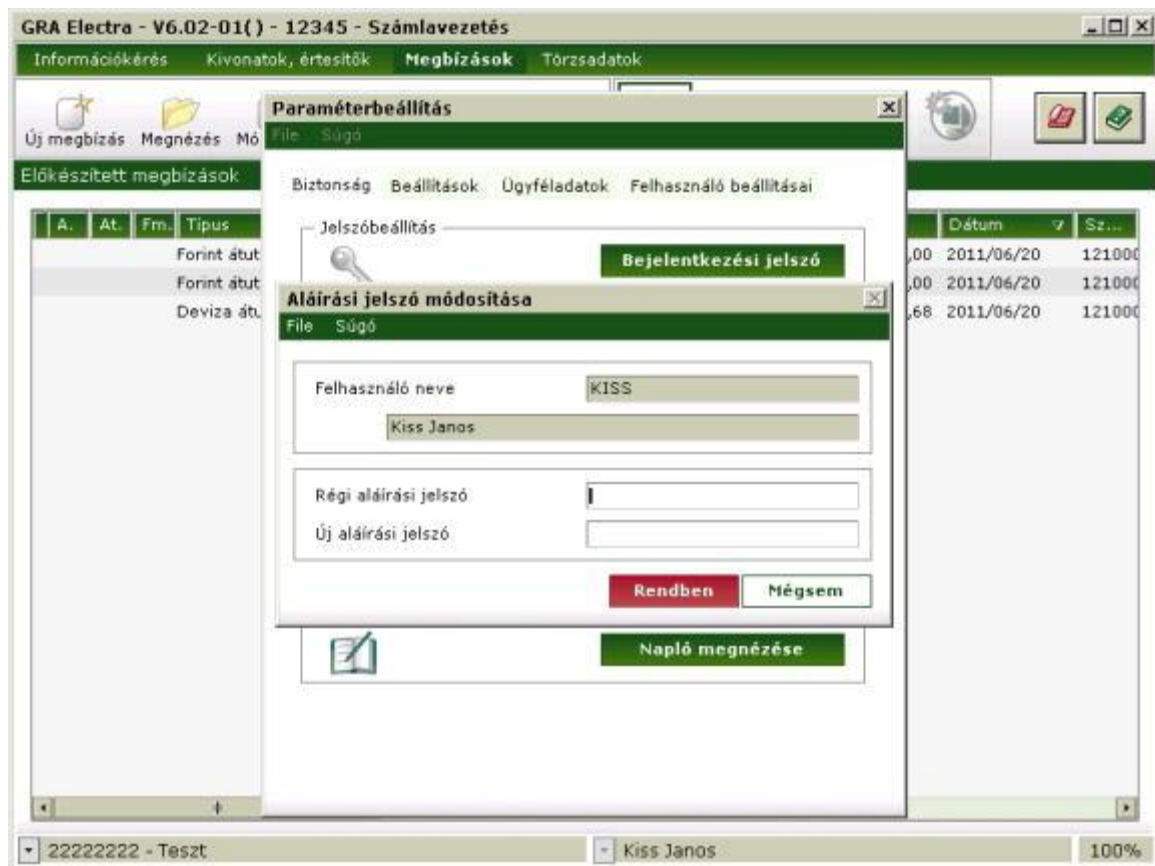 GRA Electra - V6.02-01( ) - 12345 - Számlavezetés
Információkérés Kivonatok, értesítők Megbízások Törzsadatok
Új megbízás Megnézés Mó
Előkészített megbízások
A. At. Fm. Típus Dátum Sz...
Forint átut ,00 2011/06/20 121000
Forint átut ,00 2011/06/20 121000
Deviza átu ,68 2011/06/20 121000
Paraméterbeállítás
File Súgó
Biztonság Beállítások Ügyféladatok Felhasználó beállításai
Jelszóbeállítás
Bejelentkezési jelszó
Aláírási jelszó módosítása
File Súgó
Felhasználó neve KISS
Kiss Janos
Régi aláírási jelszó
Új aláírási jelszó
Rendben Mégsem
Napló megnézése
22222222 - Teszt Kiss Janos 100%